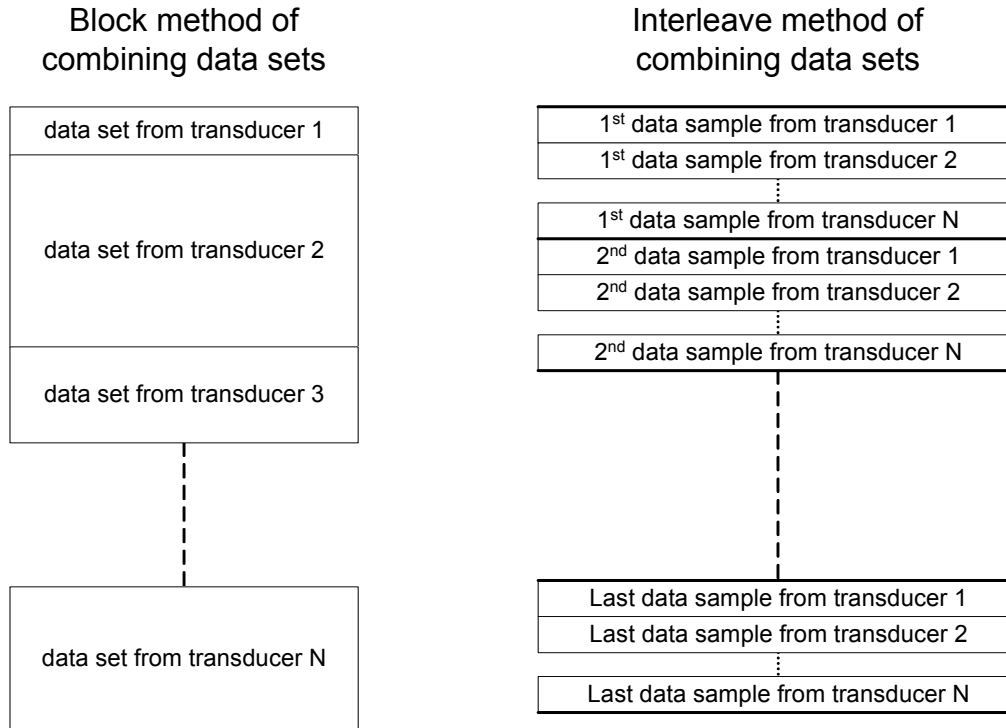 Block method of
combining data sets
data set from transducer 1
data set from transducer 2
data set from transducer 3
data set from transducer N
Interleave method of
combining data sets
1st data sample from transducer 1
1st data sample from transducer 2
1st data sample from transducer N
2nd data sample from transducer 1
2nd data sample from transducer 2
2nd data sample from transducer N
Last data sample from transducer 1
Last data sample from transducer 2
Last data sample from transducer N